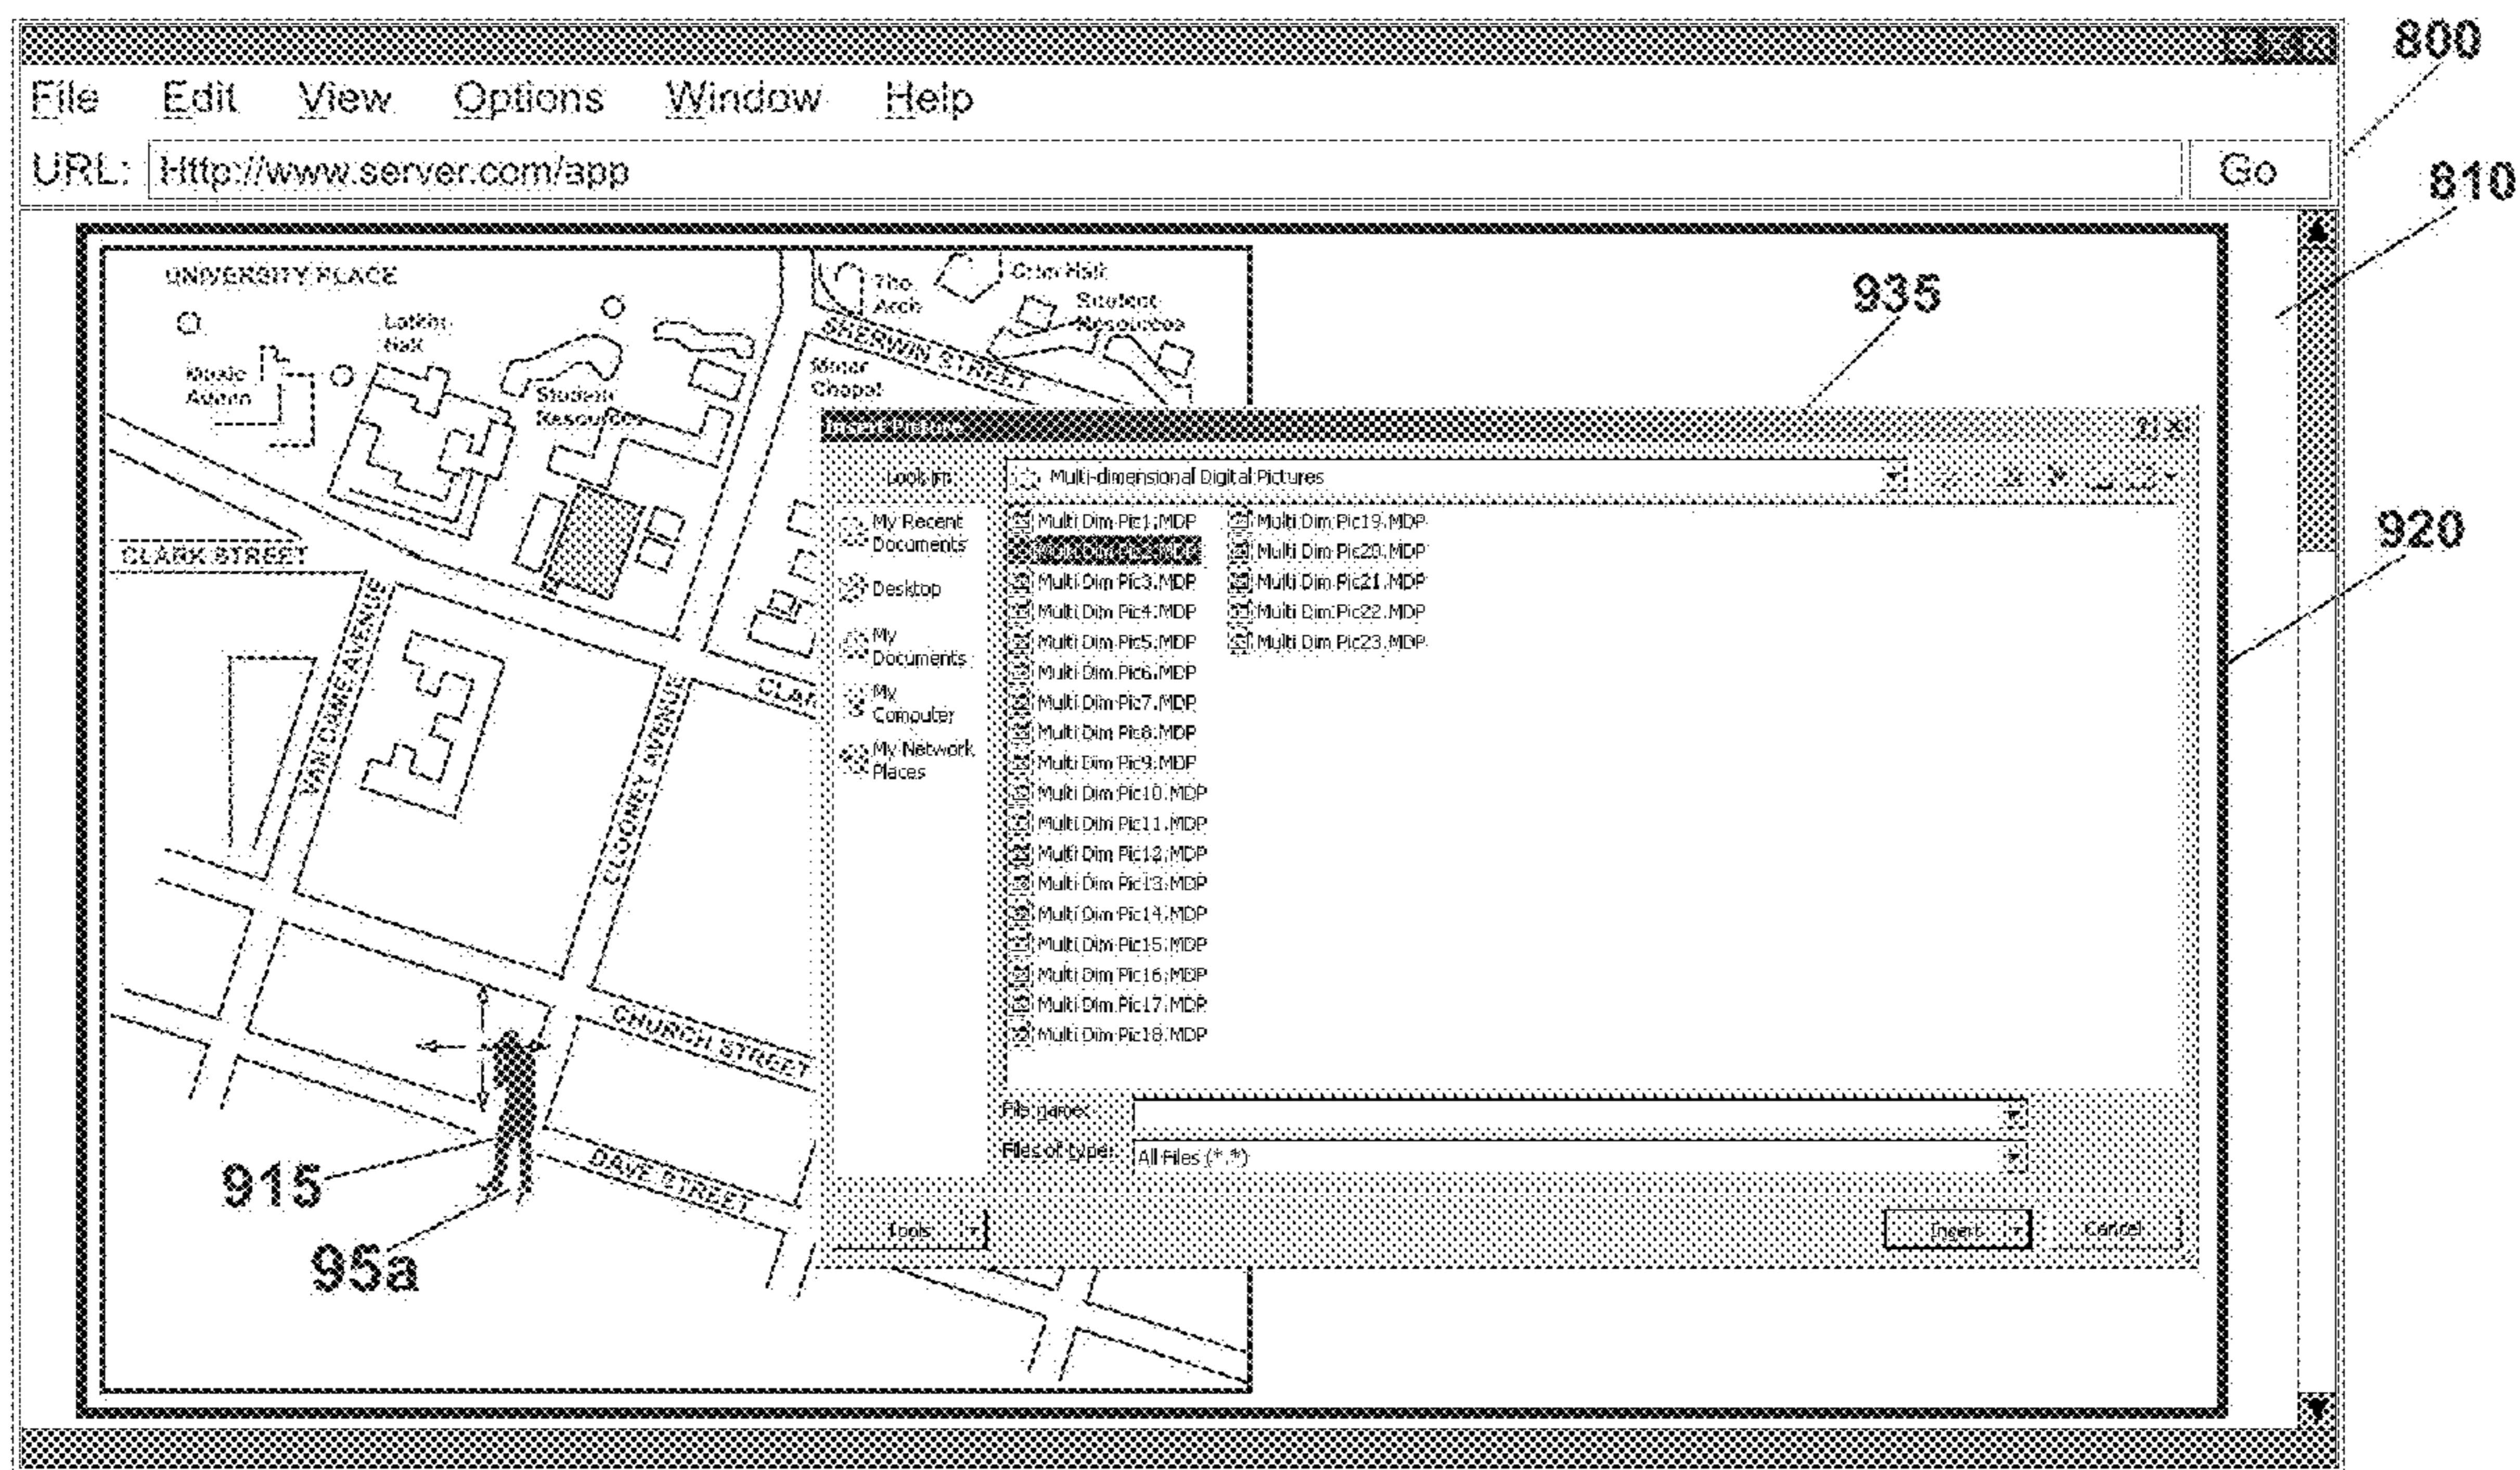 800
File Edit View Options Window Help
URL: Http://www.server.com/app Go
810
UNIVERSITY PLACE
The
Arch
Hall
Student
Resources
SHERWIN STREET
Hall
Music
Student
Resources
Chapel
935
Insert Picture
Look in:
Multi-dimensional Digital Pictures
My Recent
Documents
Desktop
My
Documents
My
Computer
My Network
Places
Multi Dim Pic1.MDP
Multi Dim Pic2.MDP
Multi Dim Pic3.MDP
Multi Dim Pic4.MDP
Multi Dim Pic5.MDP
Multi Dim Pic6.MDP
Multi Dim Pic7.MDP
Multi Dim Pic8.MDP
Multi Dim Pic9.MDP
Multi Dim Pic10.MDP
Multi Dim Pic11.MDP
Multi Dim Pic12.MDP
Multi Dim Pic13.MDP
Multi Dim Pic14.MDP
Multi Dim Pic15.MDP
Multi Dim Pic16.MDP
Multi Dim Pic17.MDP
Multi Dim Pic18.MDP
Multi Dim Pic19.MDP
Multi Dim Pic20.MDP
Multi Dim Pic21.MDP
Multi Dim Pic22.MDP
Multi Dim Pic23.MDP
File name:
Files of type: All Files (*.*)
Tools
Insert
Cancel
920
CLARK STREET
CLAR
VAN DAME AVENUE
CLOONEY AVENUE
CHURCH STREET
DAVE STREET
915
95a